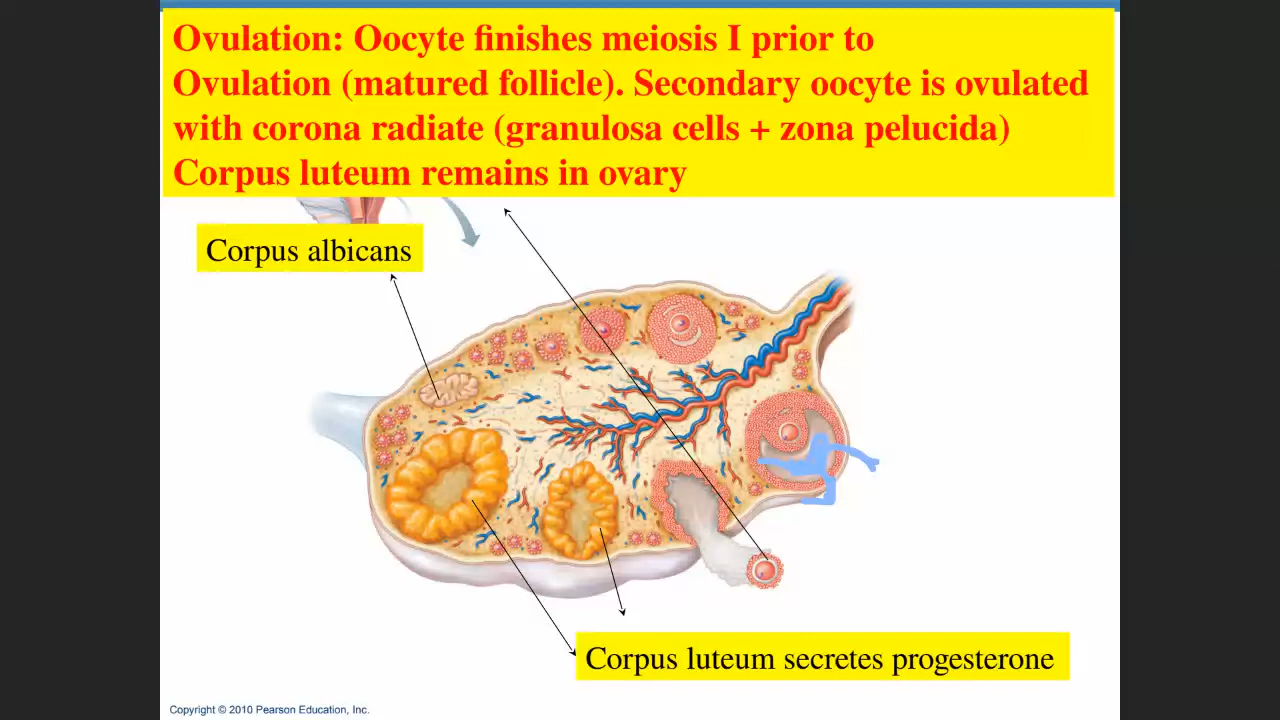 Ovulation: Oocyte finishes meiosis I prior to
Ovulation (matured follicle). Secondary oocyte is ovulated
with corona radiate (granulosa cells + zona pelucida)
Corpus luteum remains in ovary
Corpus albicans
Corpus luteum secretes progesterone
Copyright © 2010 Pearson Education, Inc.